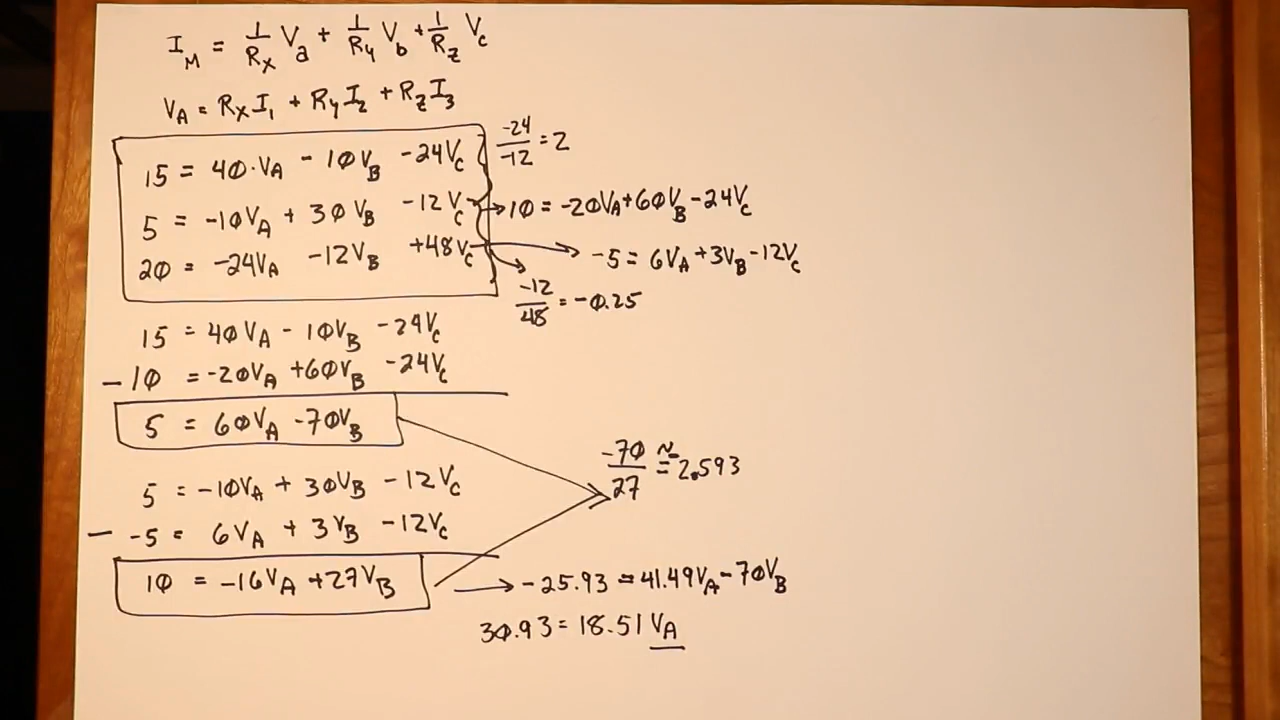 I_M = 1/R_X V_a + 1/R_Y V_b + 1/R_Z V_c
V_A = R_X I_1 + R_Y I_2 + R_Z I_3
-24/-12 = 2
15 = 40·V_A - 10V_B - 24V_C
5 = -10V_A + 30V_B - 12V_C → 10 = -20V_A + 60V_B - 24V_C
20 = -24V_A - 12V_B + 48V_C → -5 = 6V_A + 3V_B - 12V_C
-12/48 = -0.25
15 = 40V_A - 10V_B - 24V_C
- 10 = -20V_A + 60V_B - 24V_C
5 = 60V_A - 70V_B
-70/27 ≅ 2.593
5 = -10V_A + 30V_B - 12V_C
- -5 = 6V_A + 3V_B - 12V_C
10 = -16V_A + 27V_B → -25.93 = 41.49V_A - 70V_B
30.93 = 18.51 V_A